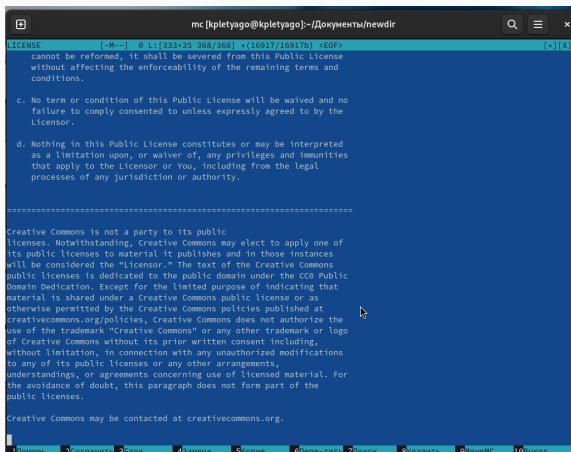 mc [kpletyago@kpletyago]:~/Документы/newdir
LICENSE [-M--] 0 L:[333+35 368/368] *(16917/16917b) <EOF> [*][X]
cannot be reformed, it shall be severed from this Public License
without affecting the enforceability of the remaining terms and
conditions.
c. No term or condition of this Public License will be waived and no
failure to comply consented to unless expressly agreed to by the
Licensor.
d. Nothing in this Public License constitutes or may be interpreted
as a limitation upon, or waiver of, any privileges and immunities
that apply to the Licensor or You, including from the legal
processes of any jurisdiction or authority.
=======================================================================
Creative Commons is not a party to its public
licenses. Notwithstanding, Creative Commons may elect to apply one of
its public licenses to material it publishes and in those instances
will be considered the “Licensor.” The text of the Creative Commons
public licenses is dedicated to the public domain under the CC0 Public
Domain Dedication. Except for the limited purpose of indicating that
material is shared under a Creative Commons public license or as
otherwise permitted by the Creative Commons policies published at
creativecommons.org/policies, Creative Commons does not authorize the
use of the trademark "Creative Commons" or any other trademark or logo
of Creative Commons without its prior written consent including,
without limitation, in connection with any unauthorized modifications
to any of its public licenses or any other arrangements,
understandings, or agreements concerning use of licensed material. For
the avoidance of doubt, this paragraph does not form part of the
public licenses.
Creative Commons may be contacted at creativecommons.org.
1Помощь 2Сохранить 3Блок 4Замена 5Копия 6Пере~тить 7Поиск 8Удалить 9МенюMC 10Выход